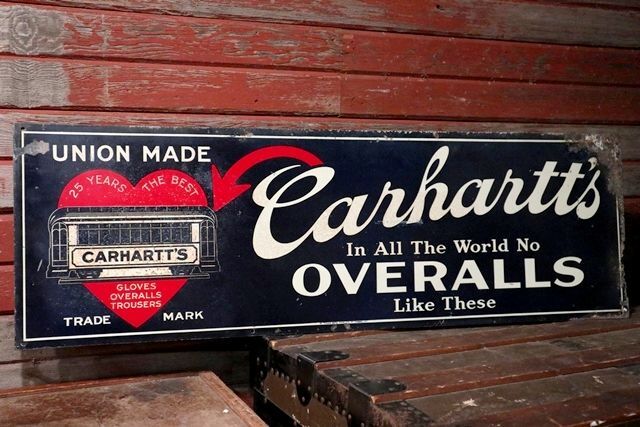 UNION MADE
25 YEARS THE BEST
CARHARTT'S
GLOVES
OVERALLS
TROUSERS
TRADE MARK
Carhartt's
In All The World No
OVERALLS
Like These